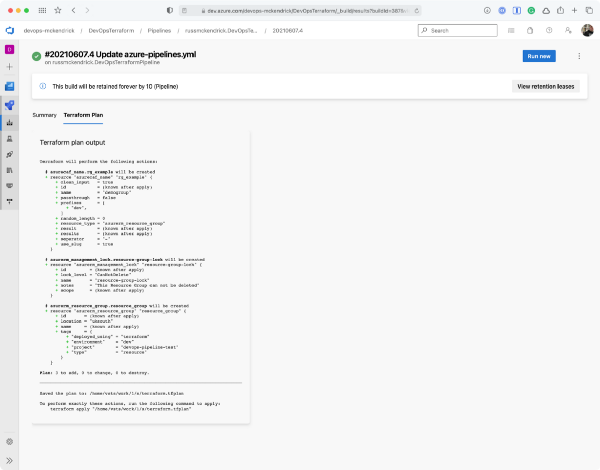 dev.azure.com/devops-mckendrick/DevOpsTerraform/_build/results?buildId=387&v
devops-mckendrick / DevOpsTerraform / Pipelines / russmckendrick.DevOpsTe... / 20210607.4
Search
D
#20210607.4 Update azure-pipelines.yml
on russmckendrick.DevOpsTerraformPipeline
Run new
This build will be retained forever by 10 (Pipeline)
View retention leases
Summary Terraform Plan
Terraform plan output
Terraform will perform the following actions:
# azurecaf_name.rg_example will be created
+ resource "azurecaf_name" "rg_example" {
+ clean_input = true
+ id = (known after apply)
+ name = "demogroup"
+ passthrough = false
+ prefixes = [
+ "dev",
]
+ random_length = 0
+ resource_type = "azurerm_resource_group"
+ result = (known after apply)
+ results = (known after apply)
+ separator = "-"
+ use_slug = true
}
# azurerm_management_lock.resource-group-lock will be created
+ resource "azurerm_management_lock" "resource-group-lock" {
+ id = (known after apply)
+ lock_level = "CanNotDelete"
+ name = "resource-group-lock"
+ notes = "This Resource Group can not be deleted"
+ scope = (known after apply)
}
# azurerm_resource_group.resource_group will be created
+ resource "azurerm_resource_group" "resource_group" {
+ id = (known after apply)
+ location = "uksouth"
+ name = (known after apply)
+ tags = {
+ "deployed_using" = "terraform"
+ "environment" = "dev"
+ "project" = "devops-pipeline-test"
+ "type" = "resource"
}
}
Plan: 3 to add, 0 to change, 0 to destroy.
Saved the plan to: /home/vsts/work/1/s/terraform.tfplan
To perform exactly these actions, run the following command to apply:
terraform apply "/home/vsts/work/1/s/terraform.tfplan"